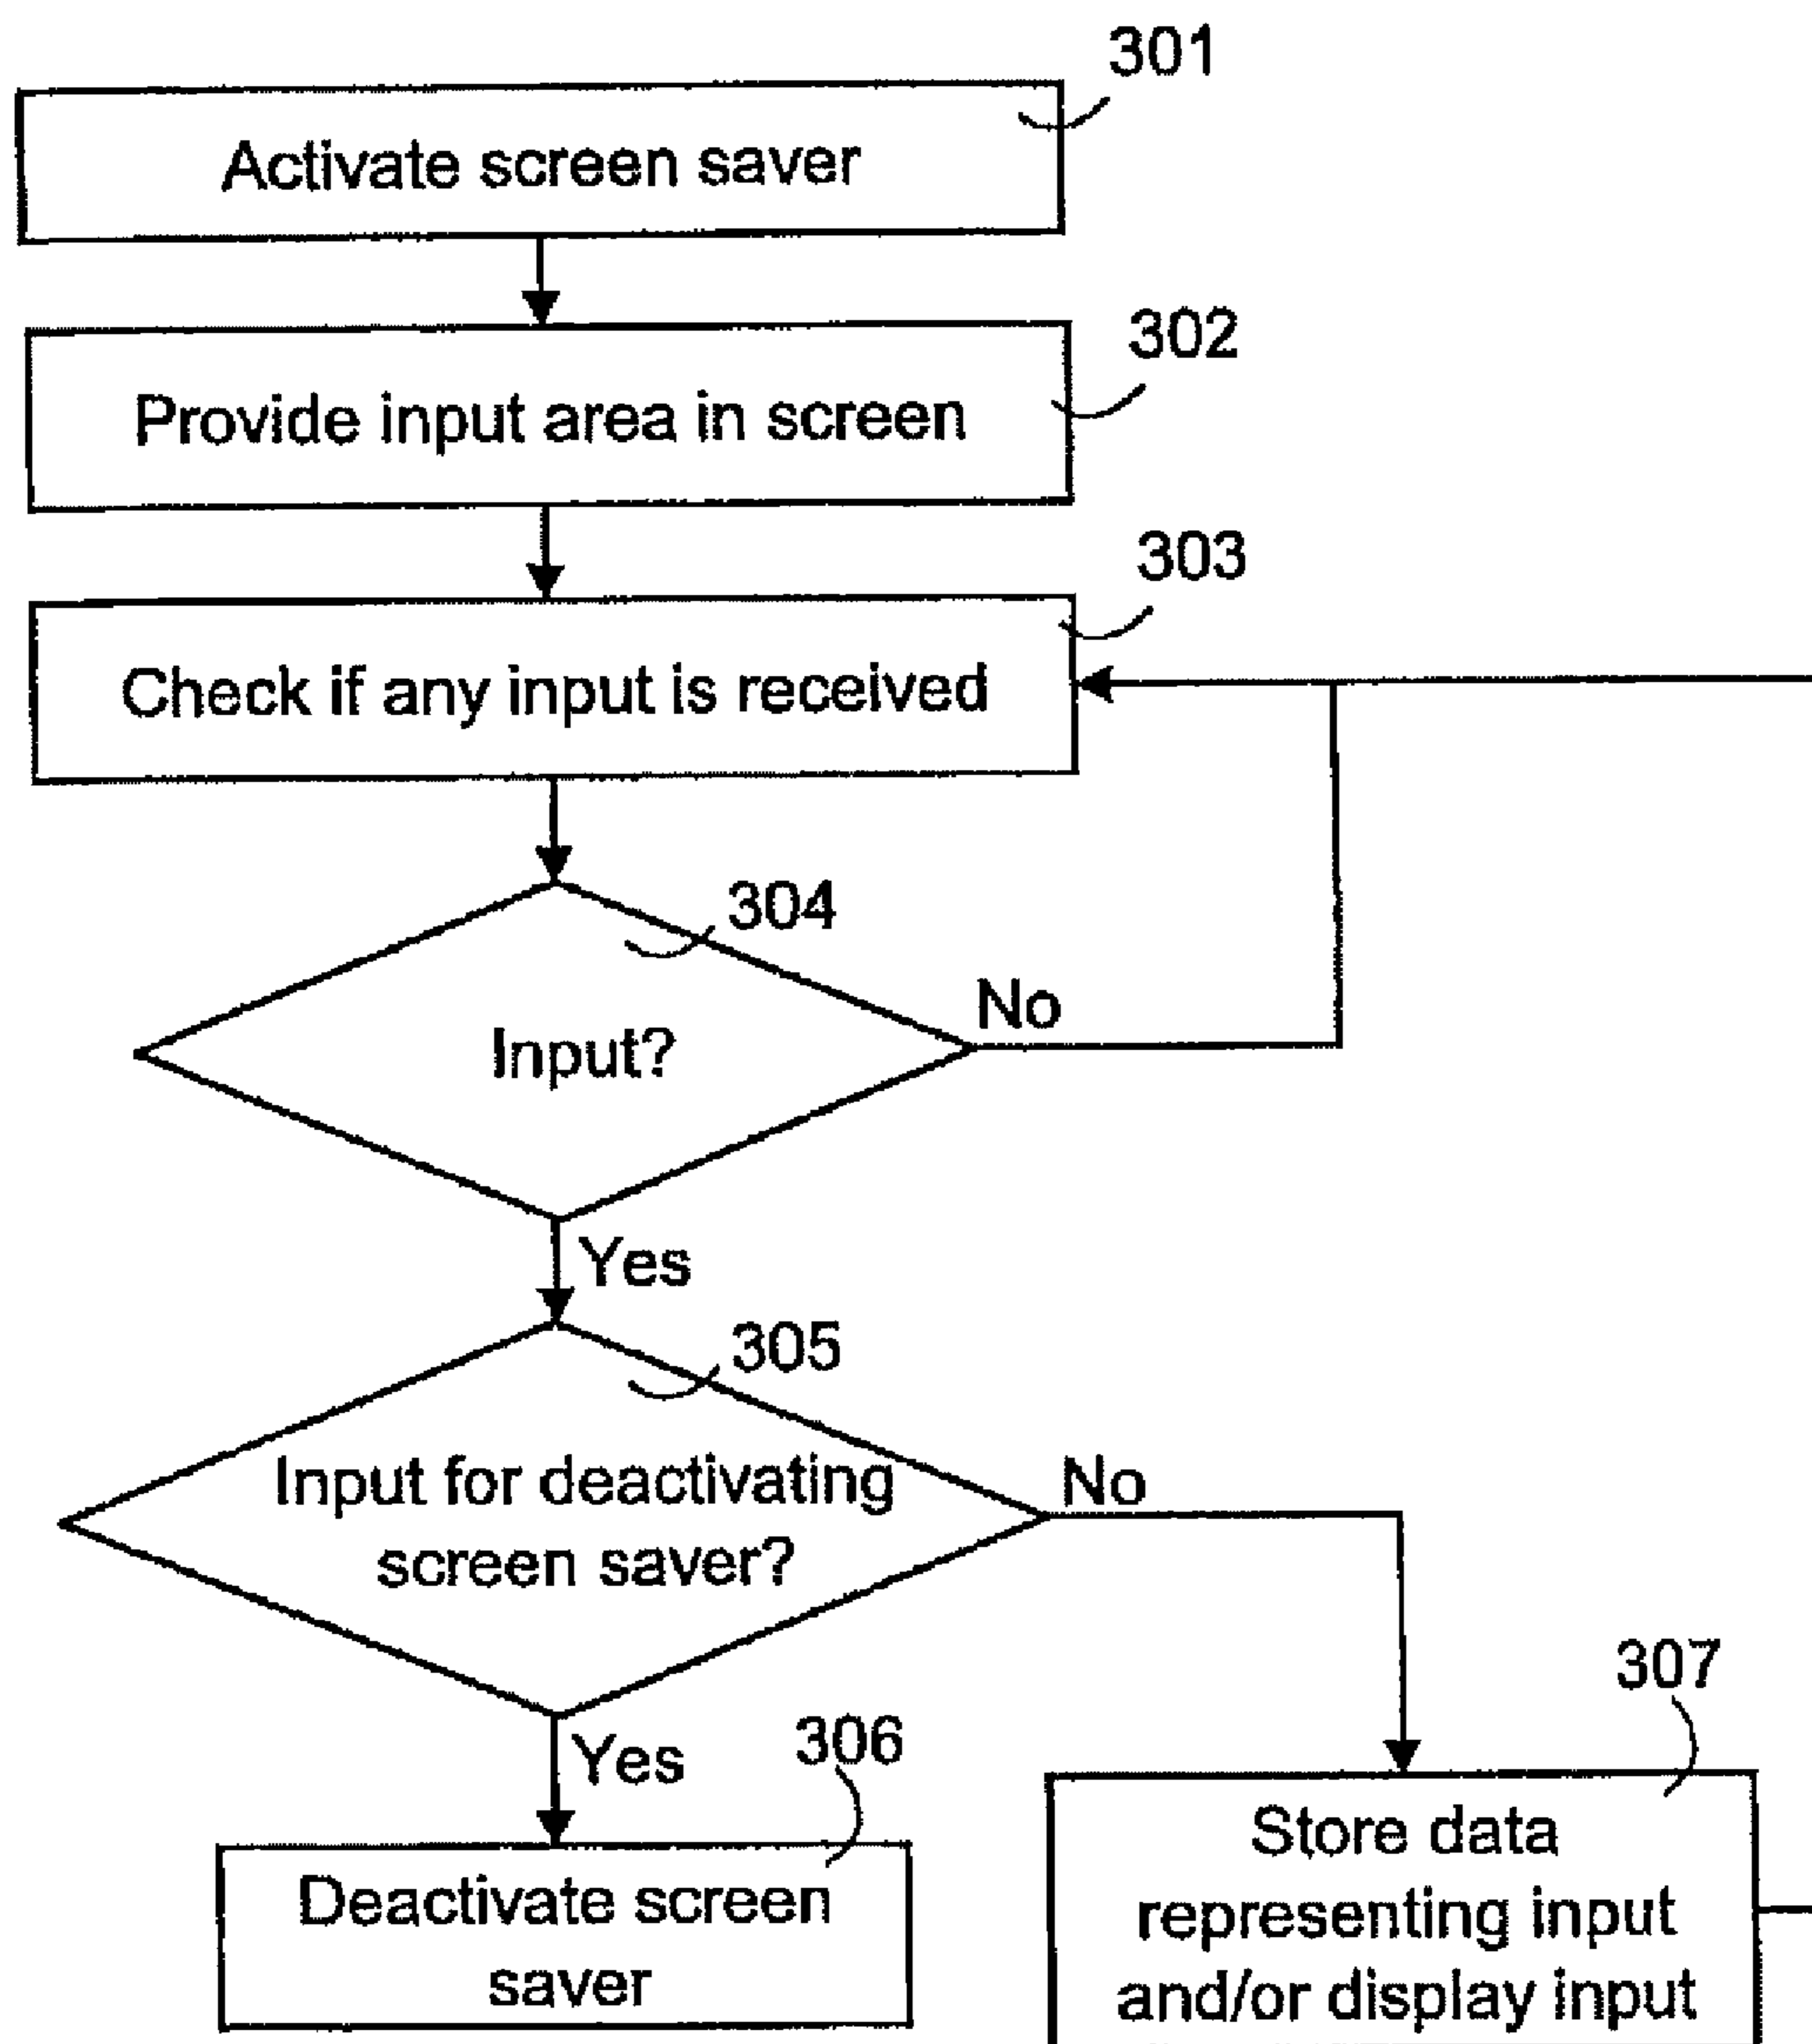 301
Activate screen saver
302
Provide input area in screen
303
Check if any input is received
304
No
Input?
Yes
305
Input for deactivating
screen saver?
No
307
306
Yes
Store data
representing input
and/or display input
Deactivate screen
saver